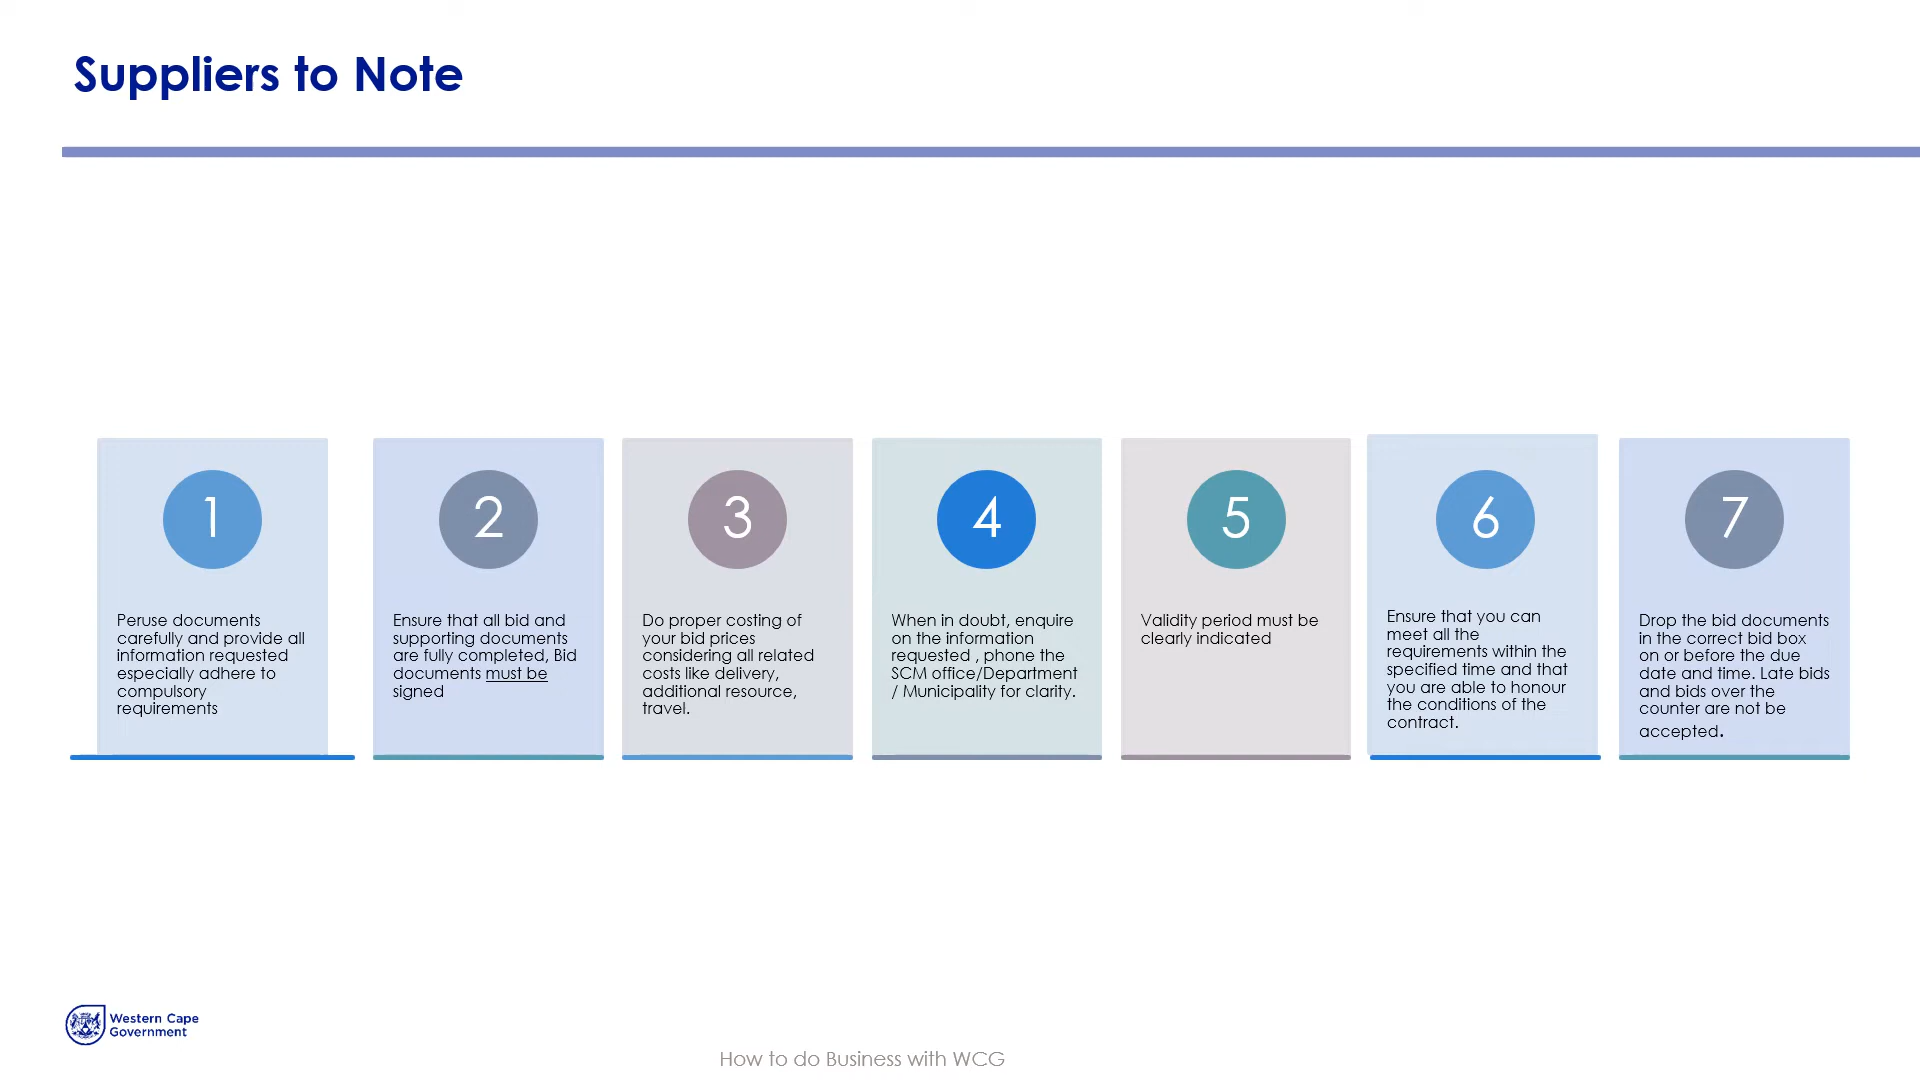 Suppliers to Note
1
Peruse documents
carefully and provide all
information requested
especially adhere to
compulsory
requirements
2
Ensure that all bid and
supporting documents
are fully completed, Bid
documents must be
signed
3
Do proper costing of
your bid prices
considering all related
costs like delivery,
additional resource,
travel.
4
When in doubt, enquire
on the information
requested , phone the
SCM office/Department
/ Municipality for clarity.
5
Validity period must be
clearly indicated
6
Ensure that you can
meet all the
requirements within the
specified time and that
you are able to honour
the conditions of the
contract.
7
Drop the bid documents
in the correct bid box
on or before the due
date and time. Late bids
and bids over the
counter are not be
accepted.
Western Cape
Government
How to do Business with WCG